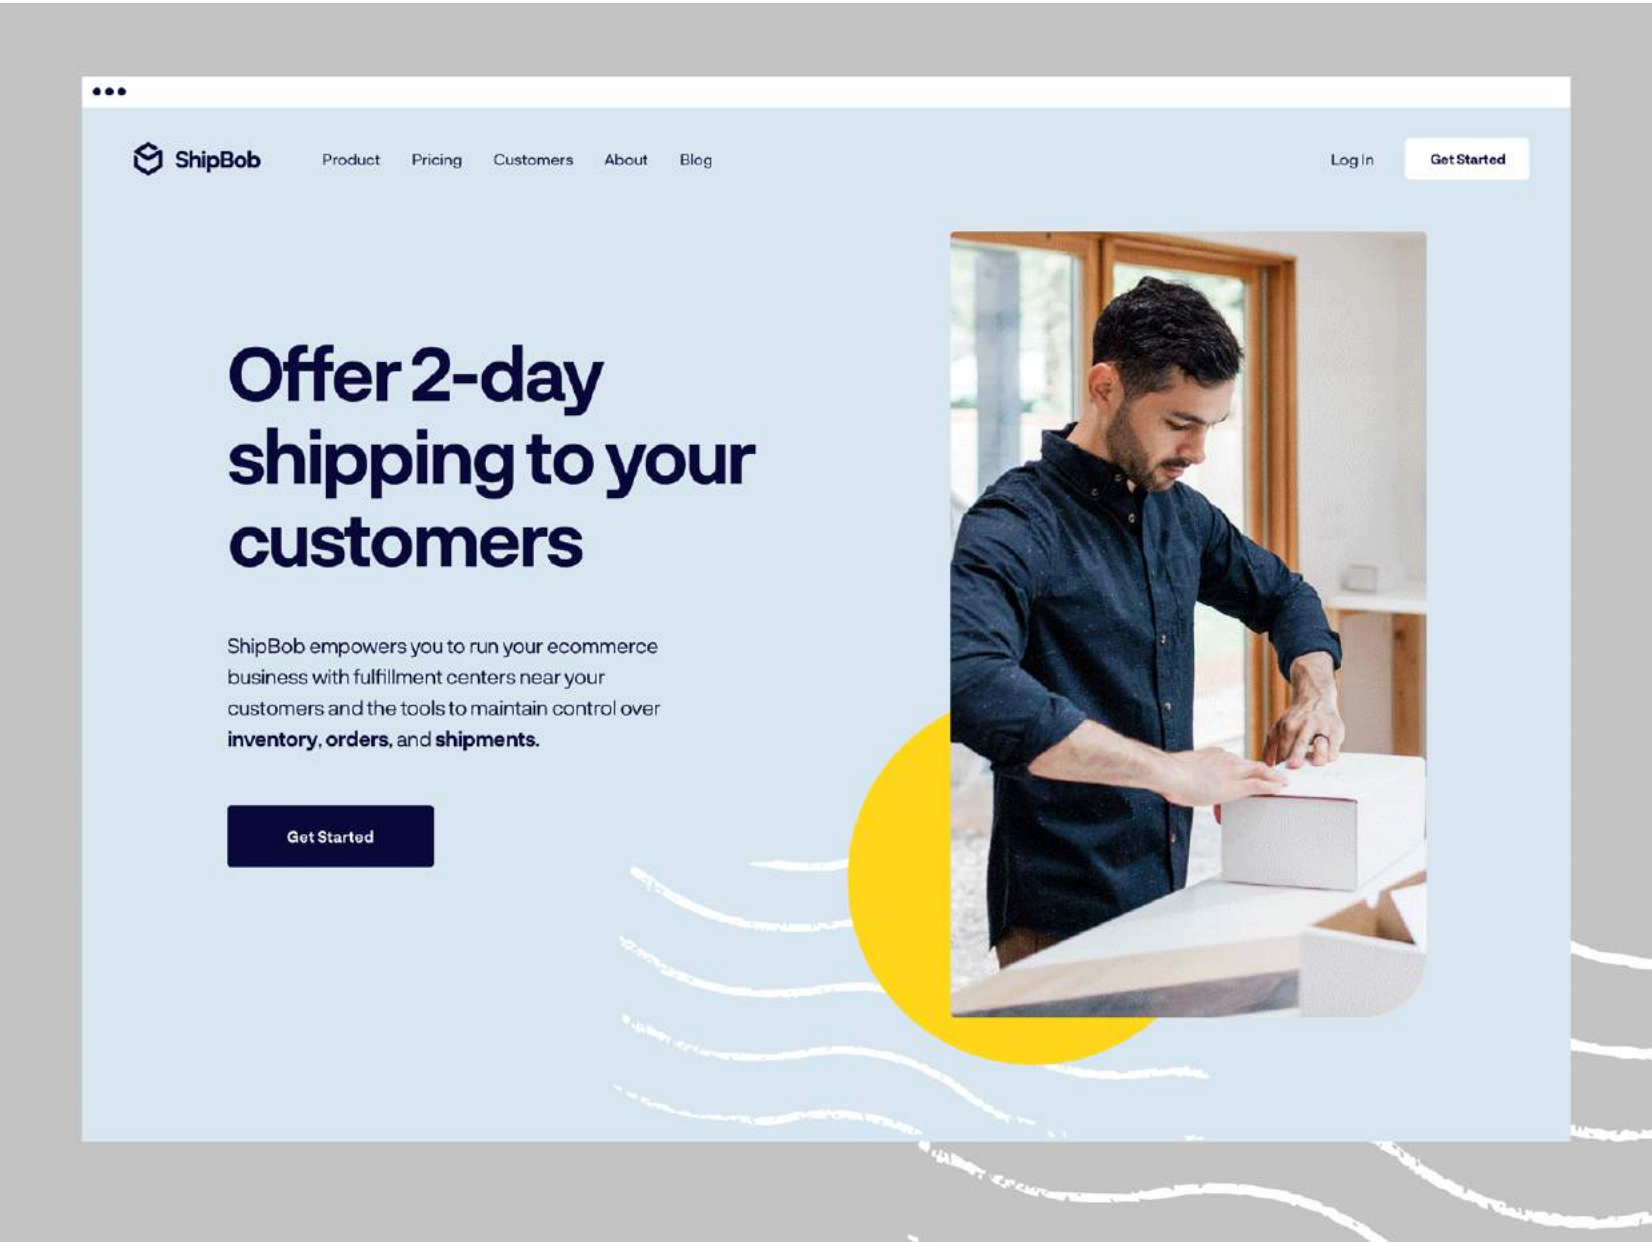 ShipBob
Product Pricing Customers About Blog
Log In
Get Started
Offer 2-day
shipping to your
customers
ShipBob empowers you to run your ecommerce
business with fulfillment centers near your
customers and the tools to maintain control over
inventory, orders, and shipments.
Get Started